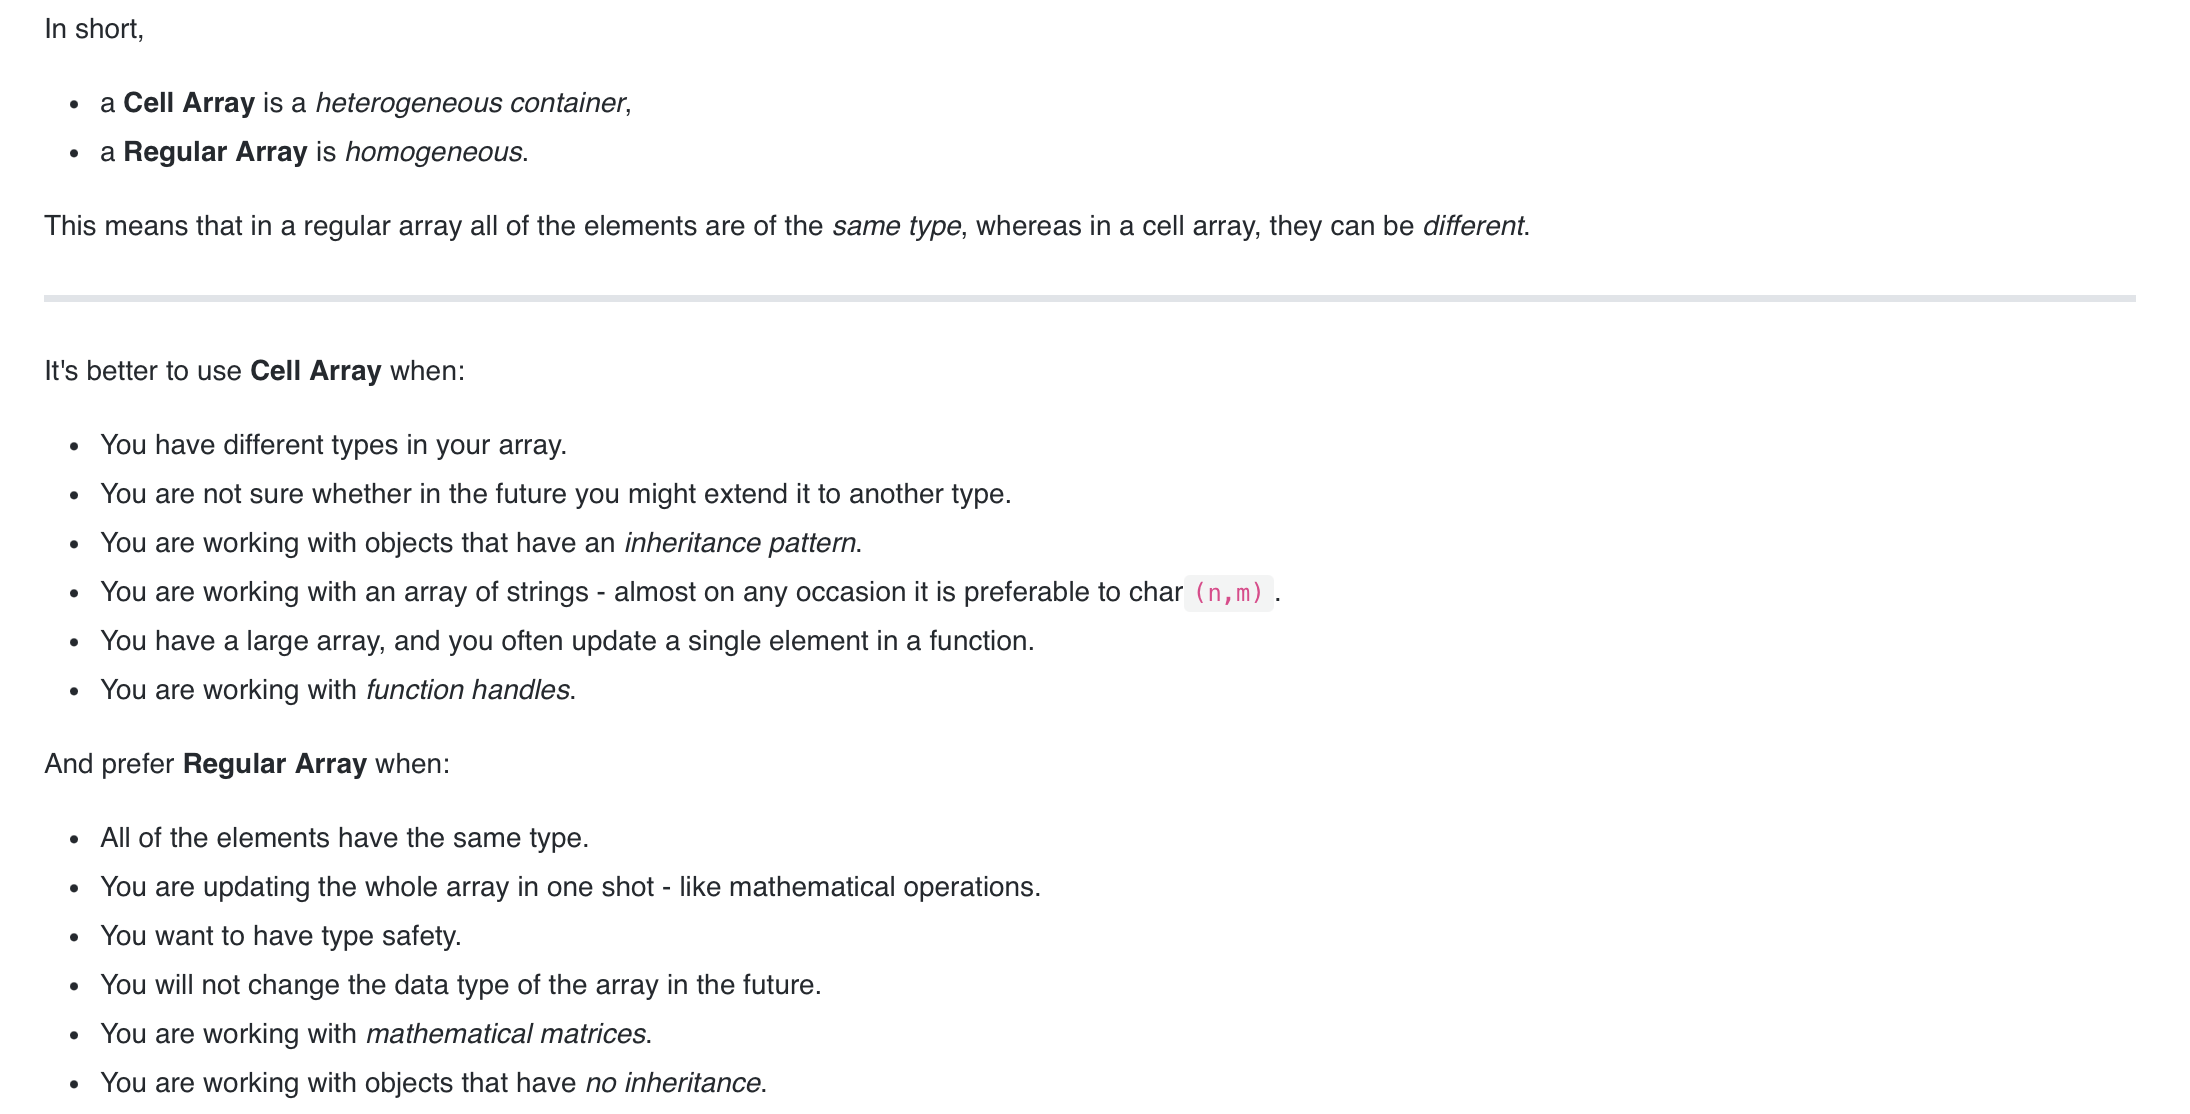 In short,
• a Cell Array is a heterogeneous container,
• a Regular Array is homogeneous.
This means that in a regular array all of the elements are of the same type, whereas in a cell array, they can be different.
It's better to use Cell Array when:
• You have different types in your array.
• You are not sure whether in the future you might extend it to another type.
• You are working with objects that have an inheritance pattern.
• You are working with an array of strings - almost on any occasion it is preferable to char (n,m) .
• You have a large array, and you often update a single element in a function.
• You are working with function handles.
And prefer Regular Array when:
• All of the elements have the same type.
• You are updating the whole array in one shot - like mathematical operations.
• You want to have type safety.
• You will not change the data type of the array in the future.
• You are working with mathematical matrices.
• You are working with objects that have no inheritance.